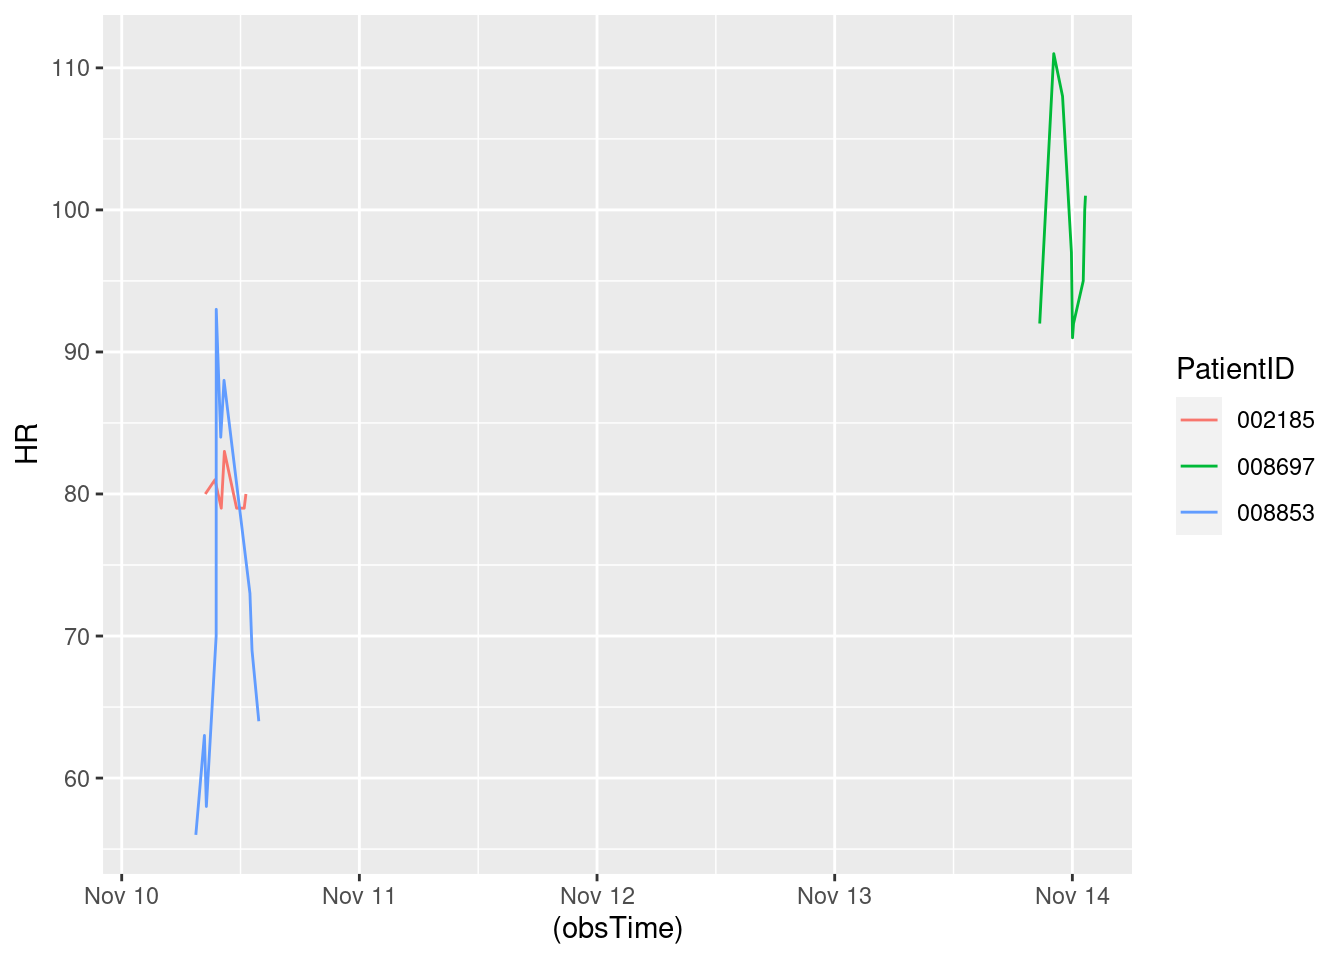 110
100
90
80
70
60
HR
Nov 10
Nov 11
Nov 12
Nov 13
Nov 14
(obsTime)
PatientID
002185
008697
008853